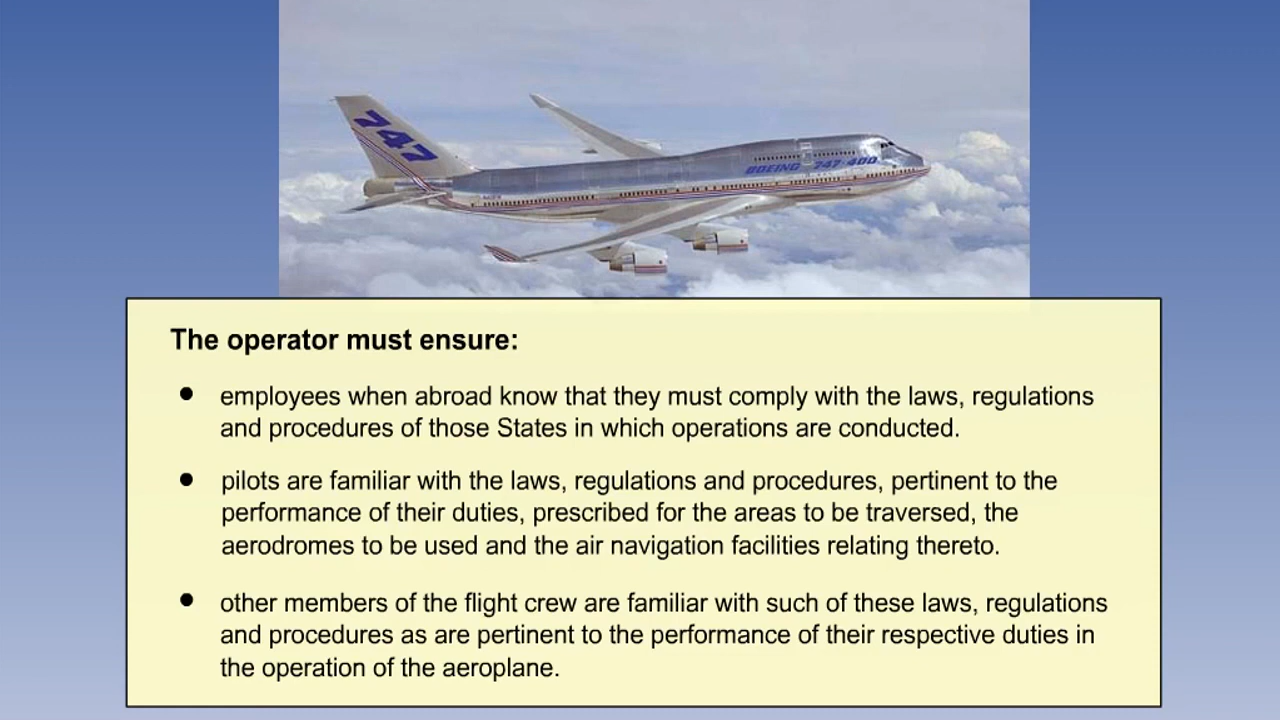 747
BOEING 747-400
The operator must ensure:
● employees when abroad know that they must comply with the laws, regulations
and procedures of those States in which operations are conducted.
● pilots are familiar with the laws, regulations and procedures, pertinent to the
performance of their duties, prescribed for the areas to be traversed, the
aerodromes to be used and the air navigation facilities relating thereto.
● other members of the flight crew are familiar with such of these laws, regulations
and procedures as are pertinent to the performance of their respective duties in
the operation of the aeroplane.